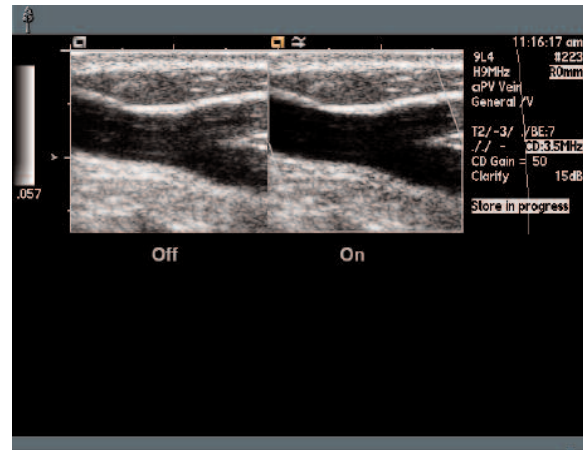 11:16:17 am
9L4 #223
H9MHz R0mm
aPV Vein
General /V
T2/-3/ /VBE:7
././ - CD:3.5MHz
CD Gain = 50
Clarify 15dB
Store in progress
.057
Off On